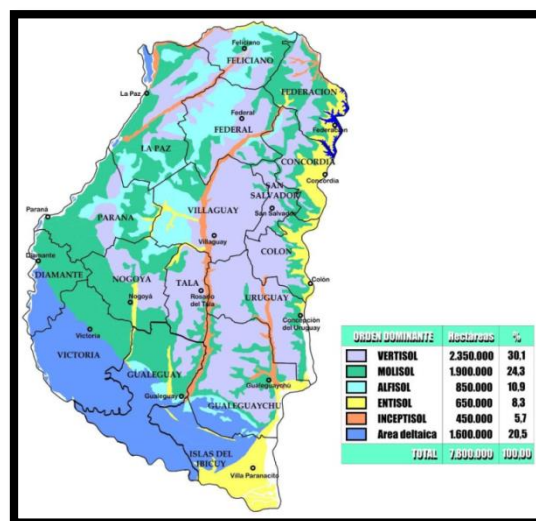 Feliciano
FELICIANO
La Paz
FEDERACION
Federal
FEDERAL
Federación
LA PAZ
CONCORDIA
Concordia
SAN
SALVADOR
San Salvador
Paraná
PARANA
VILLAGUAY
Villaguay
COLON
Diamante
DIAMANTE
NOGOYA
Nogoyá
TALA
Rosario
del Tala
Colón
URUGUAY
Concepción
del Uruguay
Victoria
VICTORIA
GUALEGUAY
Gualeguay
Gualeguaychú
GUALEGUAYCHU
ISLAS DEL
IBICUY
Villa Paranacito
ORDEN DOMINANTE Hectareas %
VERTISOL 2.350.000 30,1
MOLISOL 1.900.000 24,3
ALFISOL 850.000 10,9
ENTISOL 650.000 8,3
INCEPTISOL 450.000 5,7
Area deltaica 1.600.000 20,5
TOTAL 7.800.000 100,00